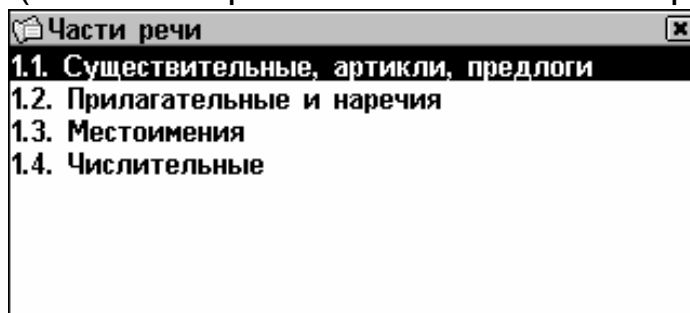 Части речи
1.1. Существительные, артикли, предлоги
1.2. Прилагательные и наречия
1.3. Местоимения
1.4. Числительные